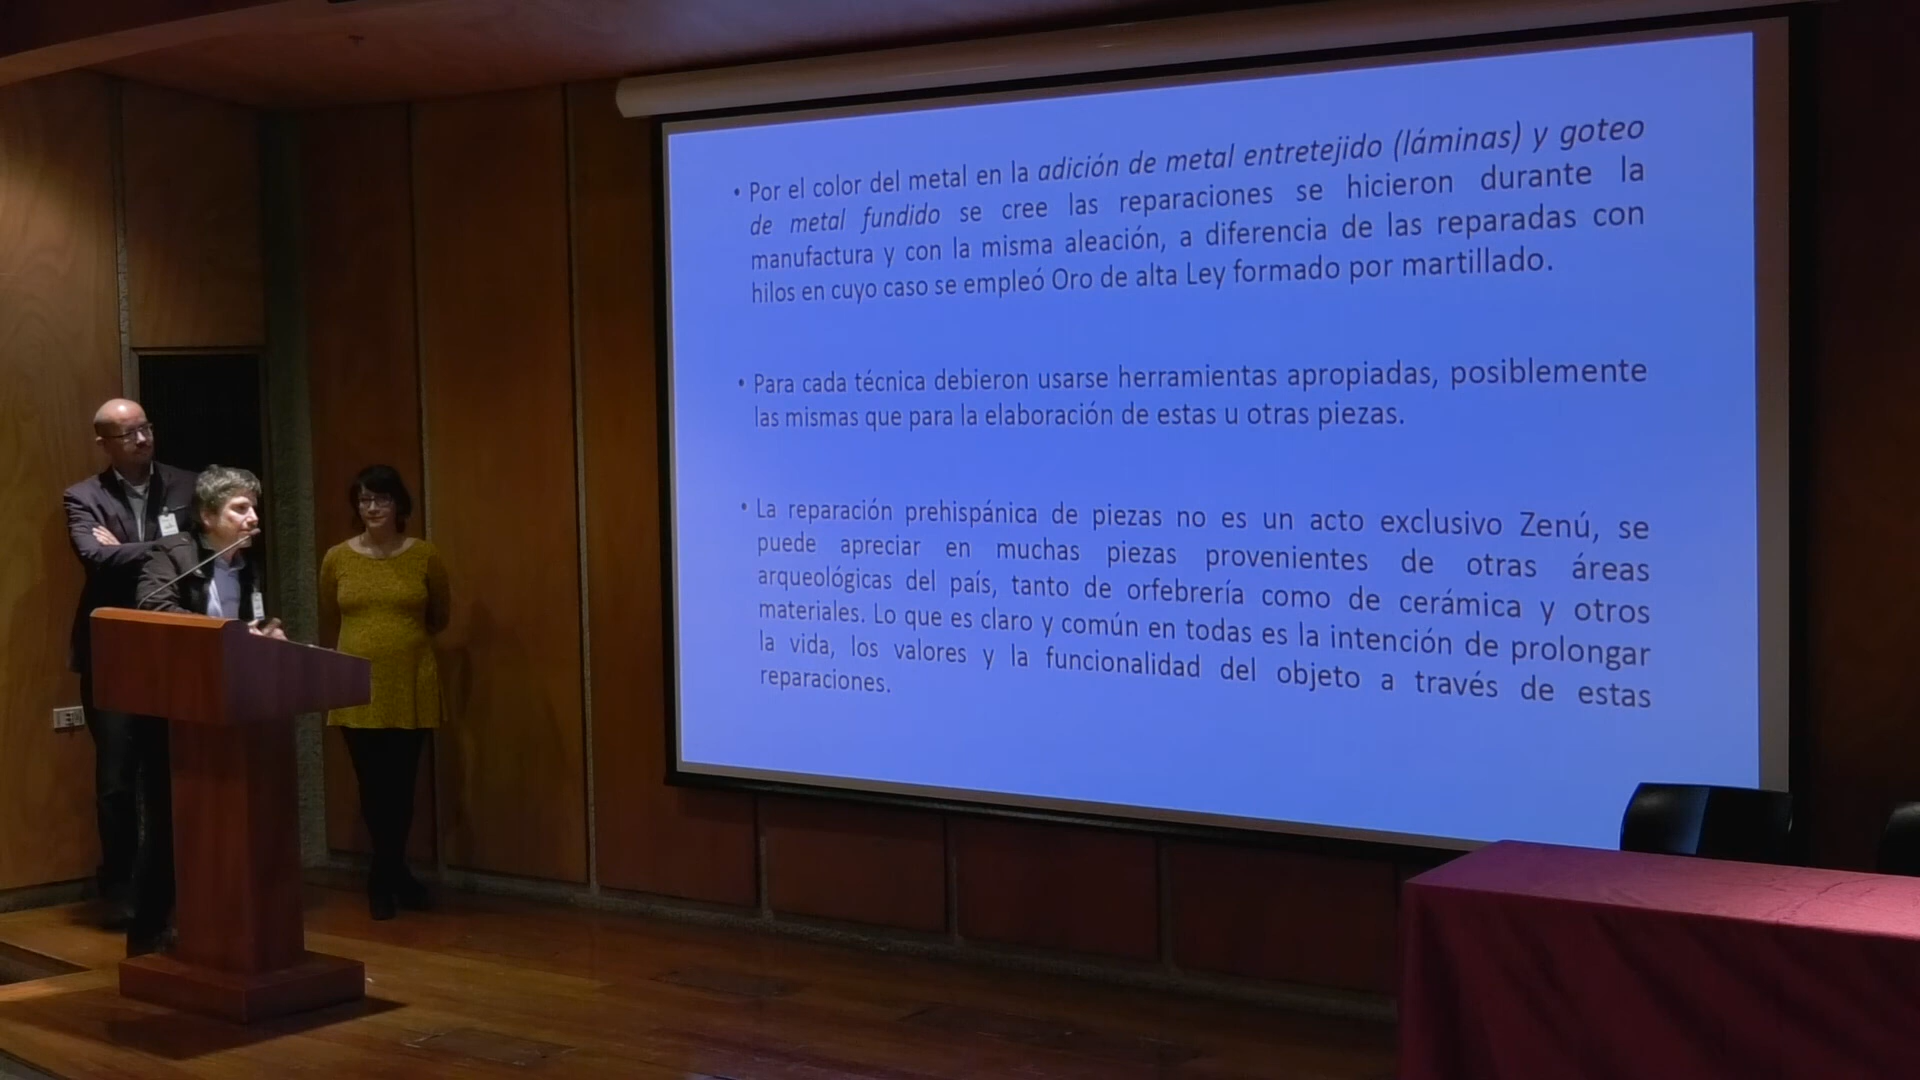 • Por el color del metal en la adición de metal entretejido (láminas) y goteo
de metal fundido se cree las reparaciones se hicieron durante la
manufactura y con la misma aleación, a diferencia de las reparadas con
hilos en cuyo caso se empleó Oro de alta Ley formado por martillado.
• Para cada técnica debieron usarse herramientas apropiadas, posiblemente
las mismas que para la elaboración de estas u otras piezas.
• La reparación prehispánica de piezas no es un acto exclusivo Zenú, se
puede apreciar en muchas piezas provenientes de otras áreas
arqueológicas del país, tanto de orfebrería como de cerámica y otros
materiales. Lo que es claro y común en todas es la intención de prolongar
la vida, los valores y la funcionalidad del objeto a través de estas
reparaciones.